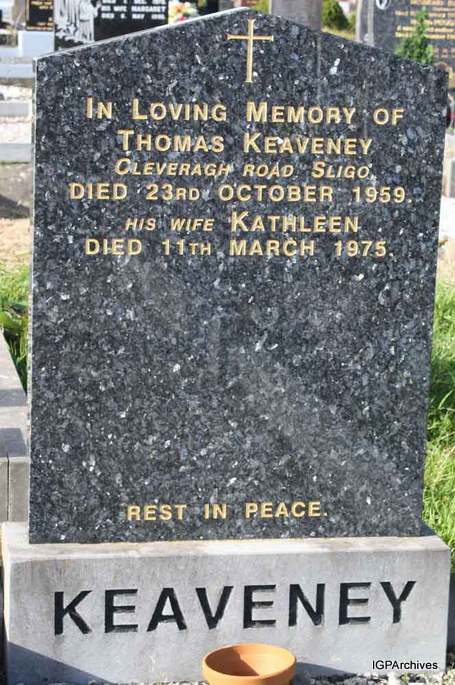 IN LOVING MEMORY OF
THOMAS KEAVENEY
CLEVERAGH ROAD SLIGO.
DIED 23RD OCTOBER 1959.
HIS WIFE KATHLEEN
DIED 11TH MARCH 1975.
REST IN PEACE.
KEAVENEY
IGPArchives